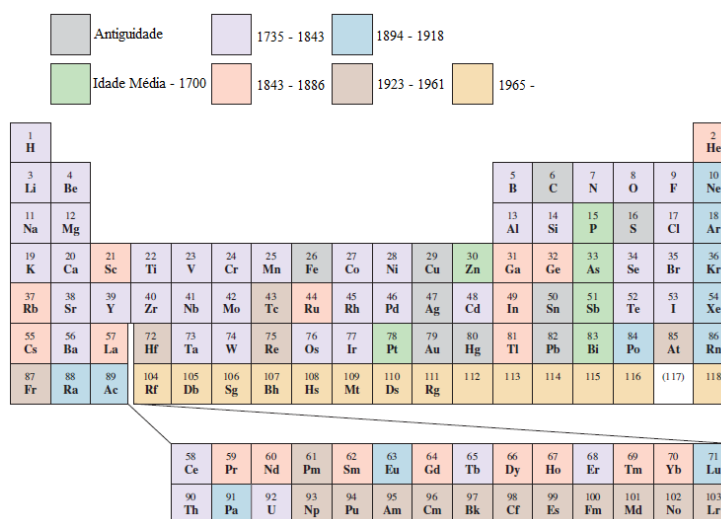 Antiguidade 1735 - 1843 1894 - 1918
Idade Média - 1700 1843 - 1886 1923 - 1961 1965 -
1 2
H He
3 4 5 6 7 8 9 10
Li Be B C N O F Ne
11 12 13 14 15 16 17 18
Na Mg Al Si P S Cl Ar
19 20 21 22 23 24 25 26 27 28 29 30 31 32 33 34 35 36
K Ca Sc Ti V Cr Mn Fe Co Ni Cu Zn Ga Ge As Se Br Kr
37 38 39 40 41 42 43 44 45 46 47 48 49 50 51 52 53 54
Rb Sr Y Zr Nb Mo Tc Ru Rh Pd Ag Cd In Sn Sb Te I Xe
55 56 57 72 73 74 75 76 77 78 79 80 81 82 83 84 85 86
Cs Ba La Hf Ta W Re Os Ir Pt Au Hg Tl Pb Bi Po At Rn
87 88 89 104 105 106 107 108 109 110 111 112 113 114 115 116 (117) 118
Fr Ra Ac Rf Db Sg Bh Hs Mt Ds Rg
58 59 60 61 62 63 64 65 66 67 68 69 70 71
Ce Pr Nd Pm Sm Eu Gd Tb Dy Ho Er Tm Yb Lu
90 91 92 93 94 95 96 97 98 99 100 101 102 103
Th Pa U Np Pu Am Cm Bk Cf Es Fm Md No Lr